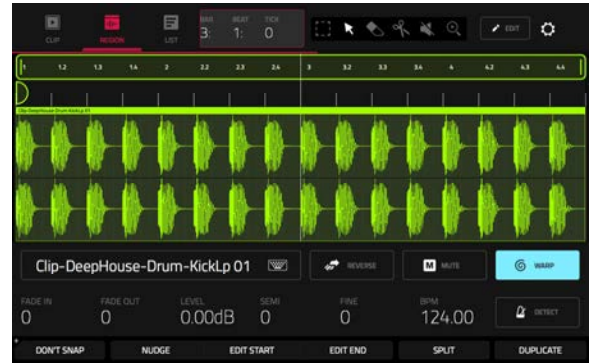 BAR BEAT TICK
3: 1: 0
CLIP REGION LIST
EDIT
1 1.2 1.3 1.4 2 2.2 2.3 2.4 3 3.2 3.3 3.4 4 4.2 4.3 4.4
Clip-DeepHouse-Drum-KickLp 01
Clip-DeepHouse-Drum-KickLp 01
REVERSE
M MUTE
WARP
FADE IN FADE OUT LEVEL SEMI FINE BPM
0 0 0.00dB 0 0 124.00
DETECT
DON'T SNAP NUDGE EDIT START EDIT END SPLIT DUPLICATE